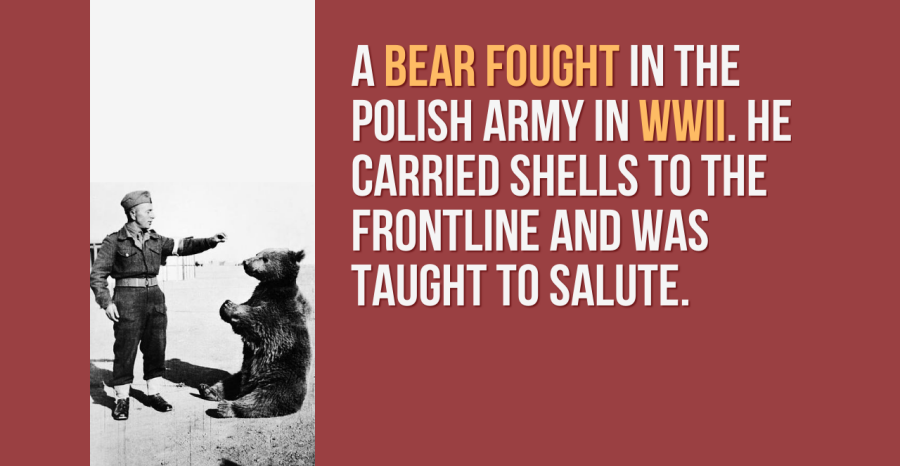 A BEAR FOUGHT IN THE
POLISH ARMY IN WWII. HE
CARRIED SHELLS TO THE
FRONTLINE AND WAS
TAUGHT TO SALUTE.